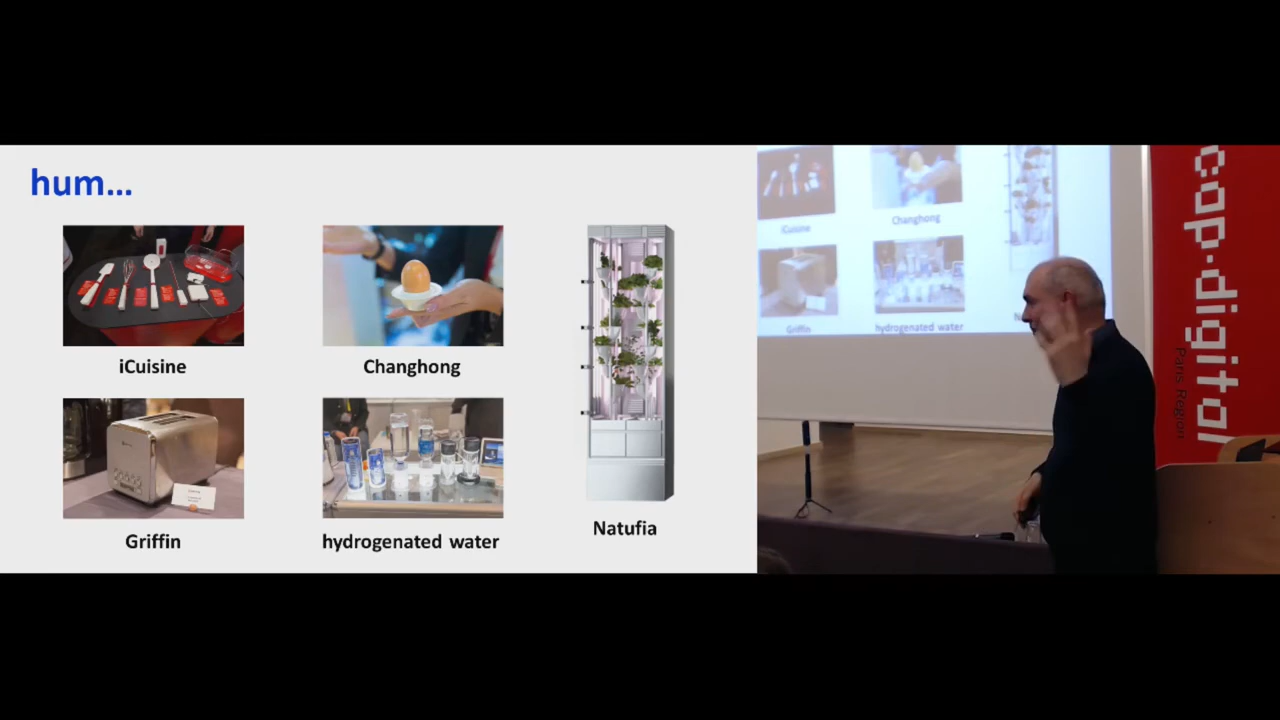 hum...
iCuisine
Changhong
Griffin
hydrogenated water
Natufia
iCuisine
Changhong
Griffin
hydrogenated water
cap·digital
Paris Region